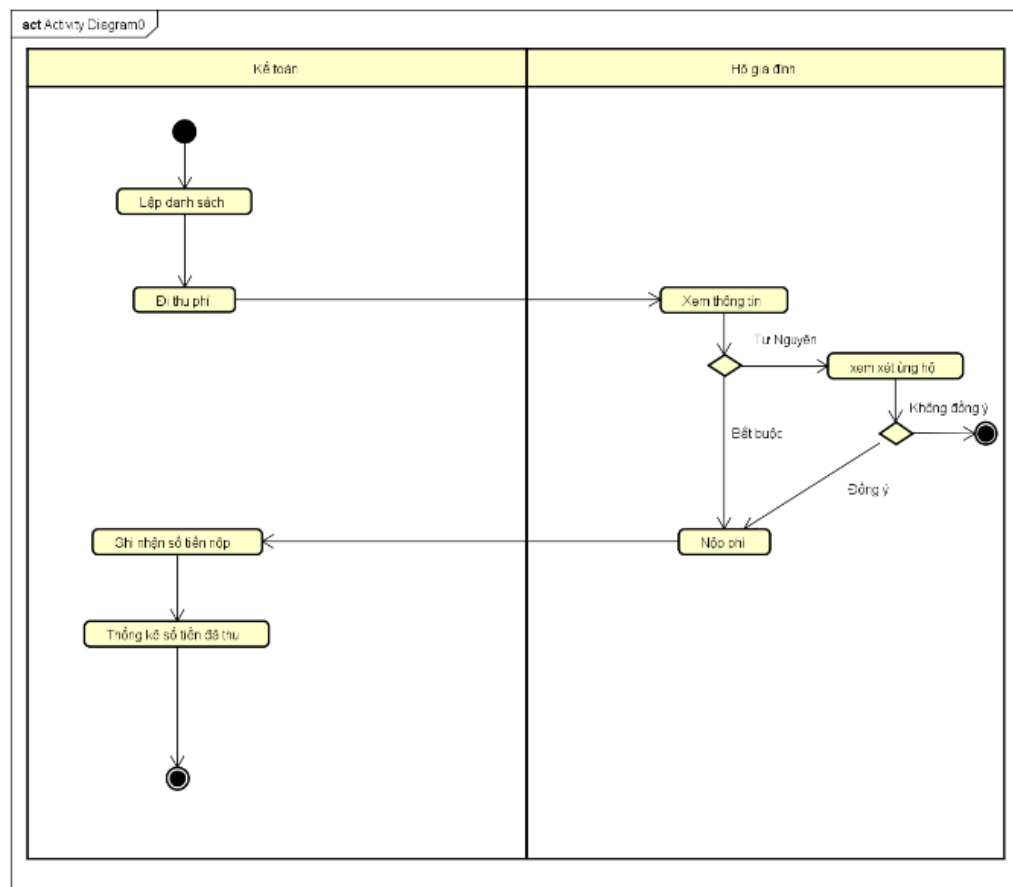 act Activity Diagram0
Kế toán
Hộ gia đình
Lập danh sách
Đi thu phí
Xem thông tin
Tự Nguyện
xem xét ủng hộ
Không đồng ý
Bắt buộc
Đồng ý
Ghi nhận số tiền nộp
Nộp phí
Thống kê số tiền đã thu